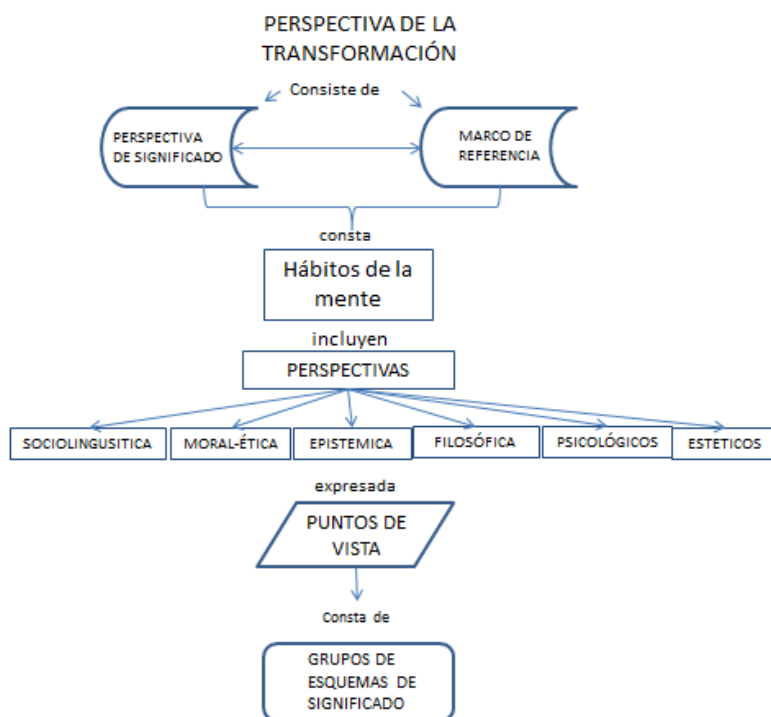 PERSPECTIVA DE LA
TRANSFORMACIÓN
Consiste de
PERSPECTIVA
DE SIGNIFICADO
MARCO DE
REFERENCIA
consta
Hábitos de la
mente
incluyen
PERSPECTIVAS
SOCIOLINGUSITICA
MORAL-ÉTICA
EPISTEMICA
FILOSÓFICA
PSICOLÓGICOS
ESTETICOS
expresada
PUNTOS DE
VISTA
Consta de
GRUPOS DE
ESQUEMAS DE
SIGNIFICADO